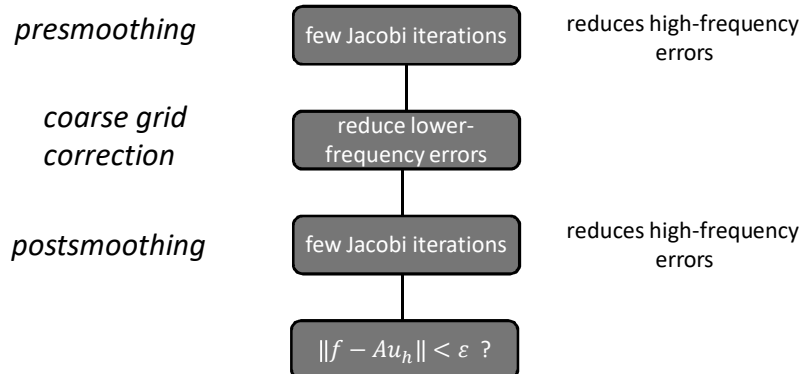 presmoothing
few Jacobi iterations
reduces high-frequency
errors
coarse grid
correction
reduce lower-
frequency errors
postsmoothing
few Jacobi iterations
reduces high-frequency
errors
‖f − Au_h‖ < ε ?